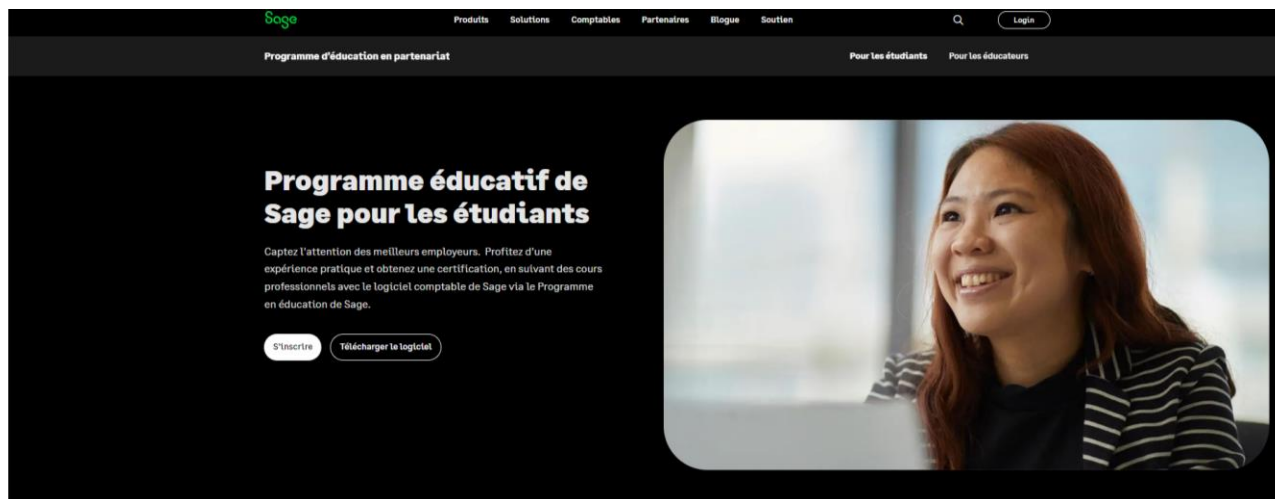 Sage
Produits Solutions Comptables Partenaires Blogue Soutien Login
Programme d'éducation en partenariat Pour les étudiants Pour les éducateurs
Programme éducatif de
Sage pour les étudiants
Captez l'attention des meilleurs employeurs. Profitez d'une
expérience pratique et obtenez une certification, en suivant des cours
professionnels avec le logiciel comptable de Sage via le Programme
en éducation de Sage.
S'inscrire Télécharger le logiciel